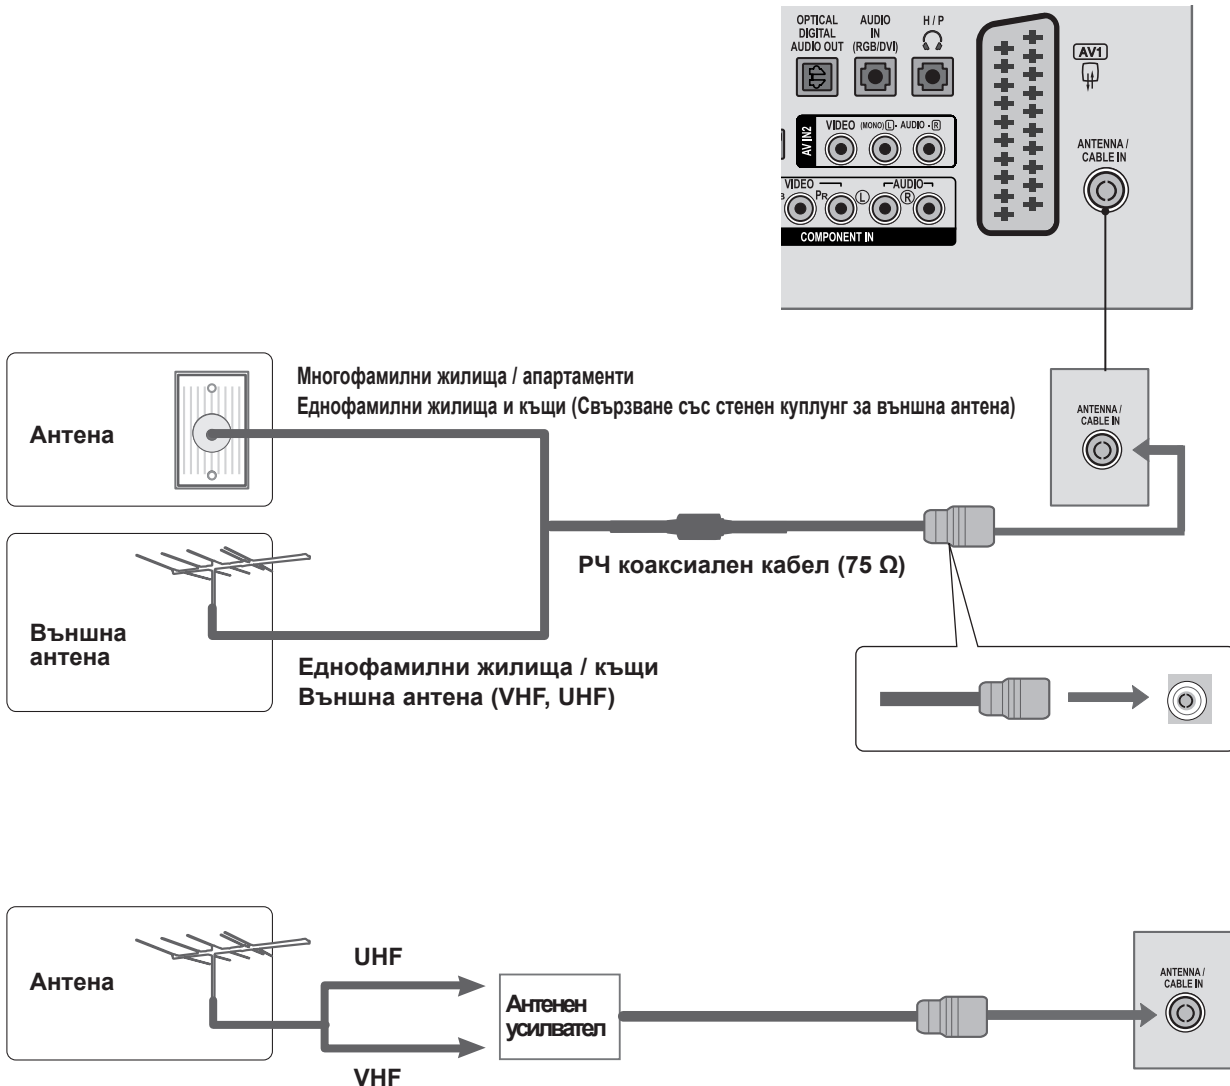 OPTICAL DIGITAL AUDIO OUT
AUDIO IN (RGB/DVI)
H / P
AV1
AV IN2
VIDEO (MONO) L - AUDIO - R
ANTENNA / CABLE IN
VIDEO
AUDIO
B PR L R
COMPONENT IN
Антена
Многофамилни жилища / апартаменти
Еднофамилни жилища и къщи (Свързване със стенен куплунг за външна антена)
ANTENNA / CABLE IN
РЧ коаксиален кабел (75 Ω)
Външна антена
Еднофамилни жилища / къщи
Външна антена (VHF, UHF)
Антена
UHF
VHF
Антенен усилвател
ANTENNA / CABLE IN